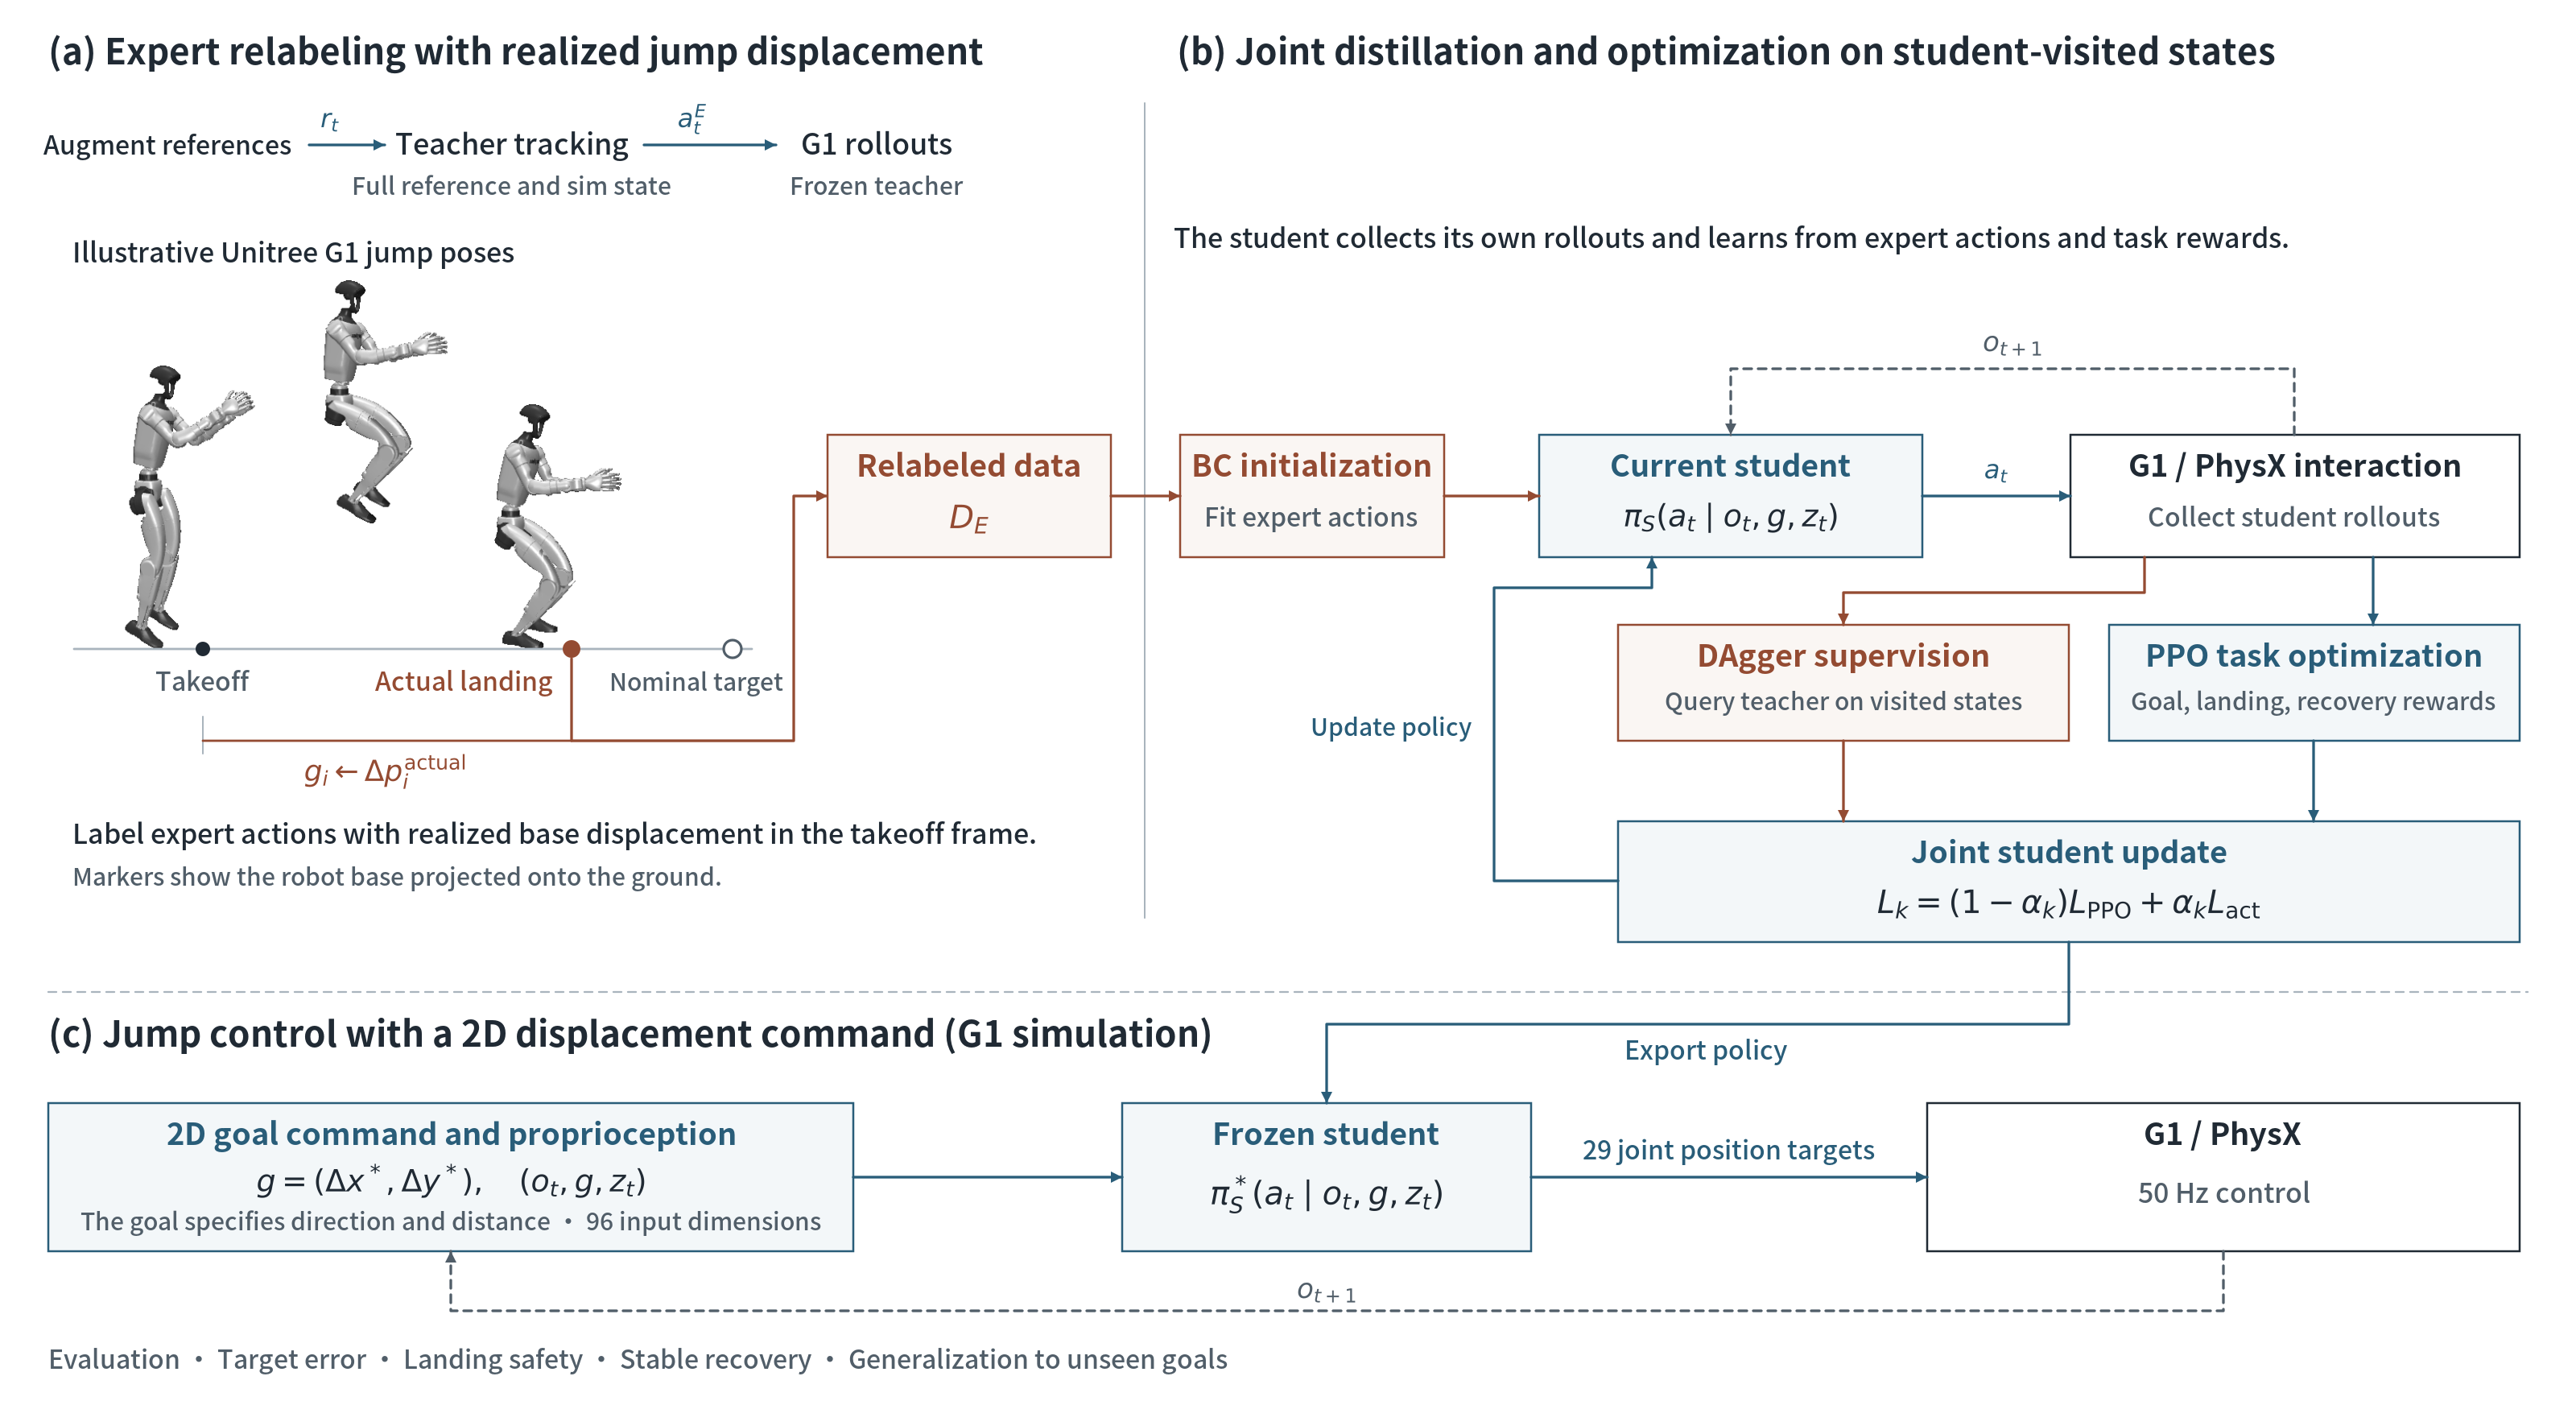 (a) Expert relabeling with realized jump displacement
r_t
a_t^E
Augment references
Teacher tracking
G1 rollouts
Full reference and sim state
Frozen teacher
Illustrative Unitree G1 jump poses
Takeoff
Actual landing
Nominal target
g_i ← Δp_i^actual
Label expert actions with realized base displacement in the takeoff frame.
Markers show the robot base projected onto the ground.
Relabeled data
D_E
(b) Joint distillation and optimization on student-visited states
The student collects its own rollouts and learns from expert actions and task rewards.
o_{t+1}
BC initialization
Fit expert actions
Current student
π_S(a_t | o_t, g, z_t)
a_t
G1 / PhysX interaction
Collect student rollouts
DAgger supervision
Query teacher on visited states
PPO task optimization
Goal, landing, recovery rewards
Update policy
Joint student update
L_k = (1 − α_k)L_PPO + α_k L_act
(c) Jump control with a 2D displacement command (G1 simulation)
Export policy
2D goal command and proprioception
g = (Δx*, Δy*), (o_t, g, z_t)
The goal specifies direction and distance • 96 input dimensions
Frozen student
π_S^*(a_t | o_t, g, z_t)
29 joint position targets
G1 / PhysX
50 Hz control
o_{t+1}
Evaluation • Target error • Landing safety • Stable recovery • Generalization to unseen goals